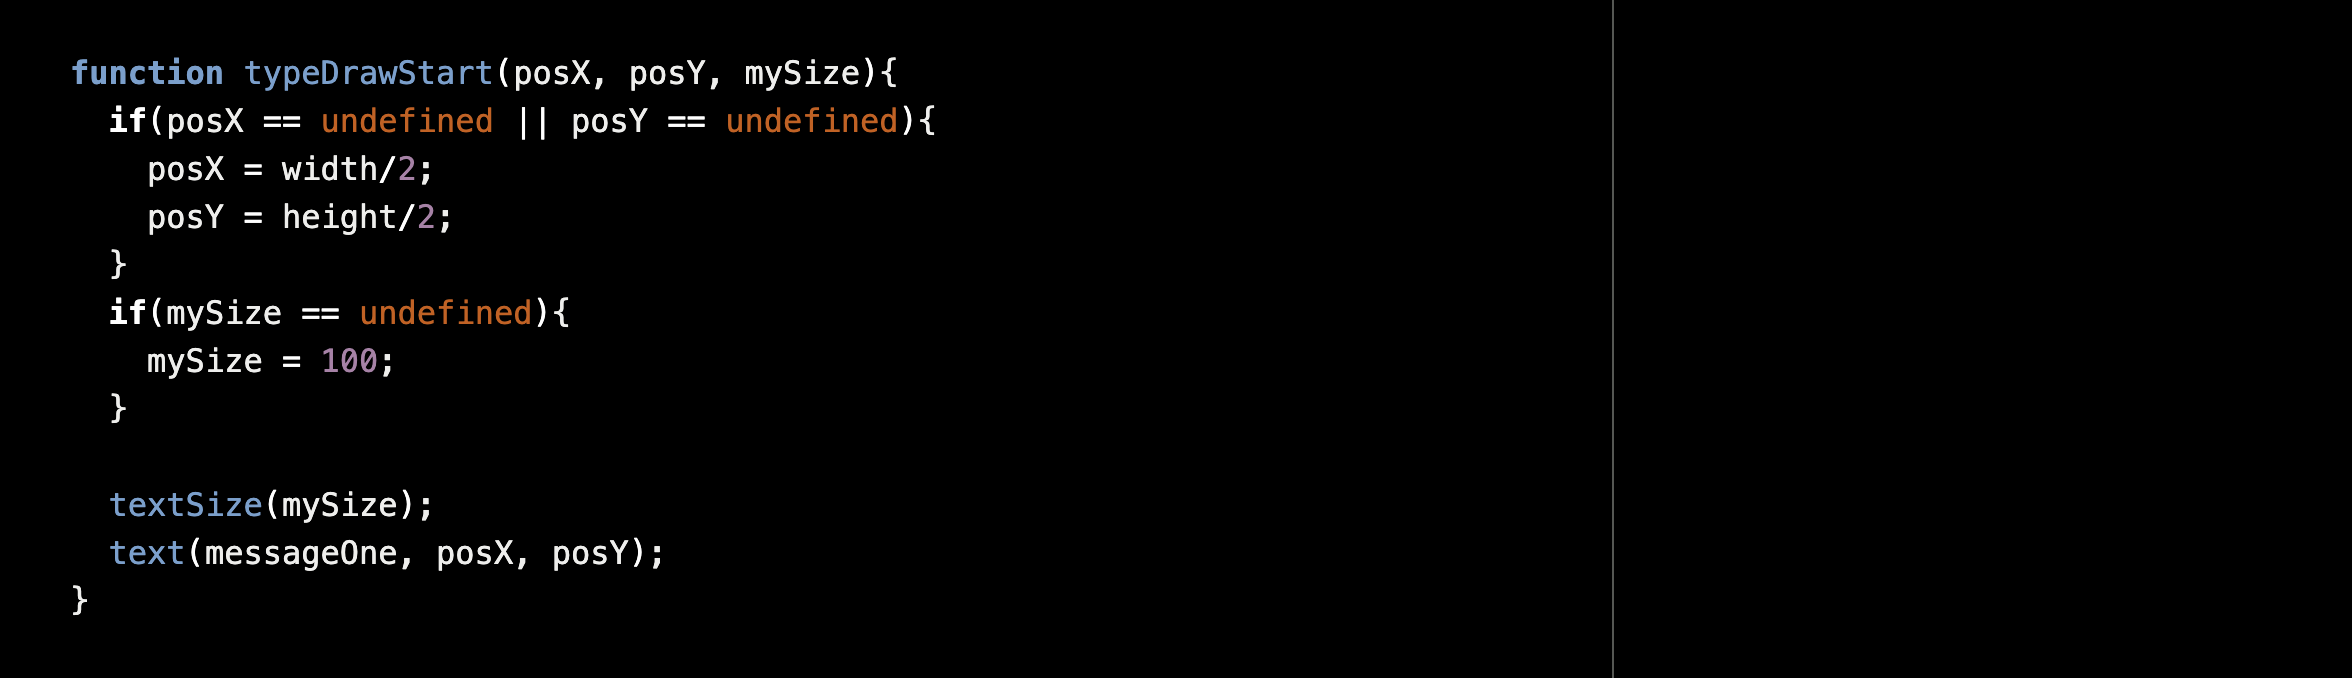 function typeDrawStart(posX, posY, mySize){
  if(posX == undefined || posY == undefined){
    posX = width/2;
    posY = height/2;
  }
  if(mySize == undefined){
    mySize = 100;
  }

  textSize(mySize);
  text(messageOne, posX, posY);
}